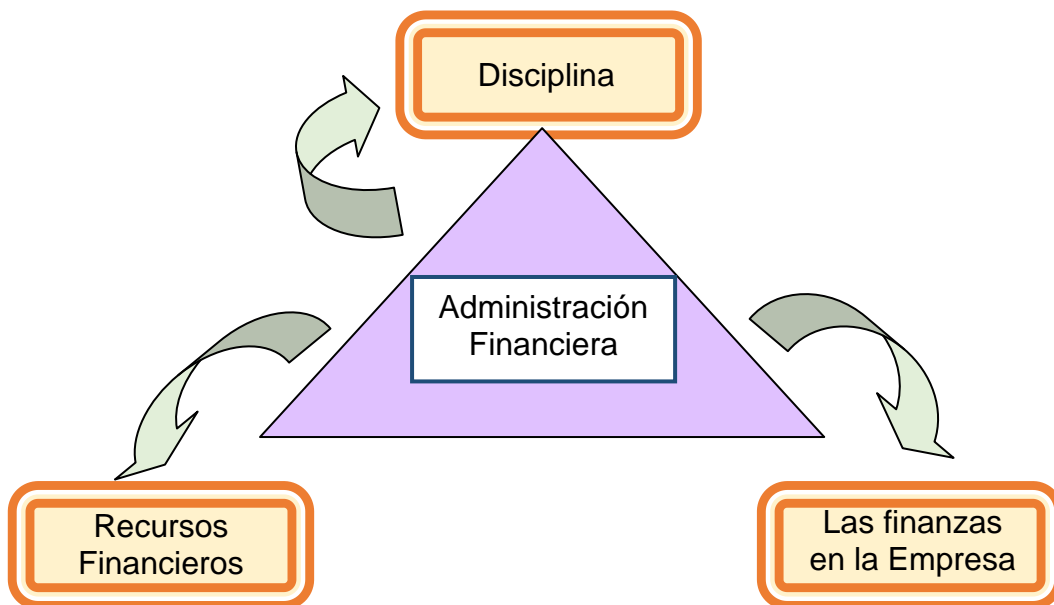 Disciplina
Administración
Financiera
Recursos
Financieros
Las finanzas
en la Empresa